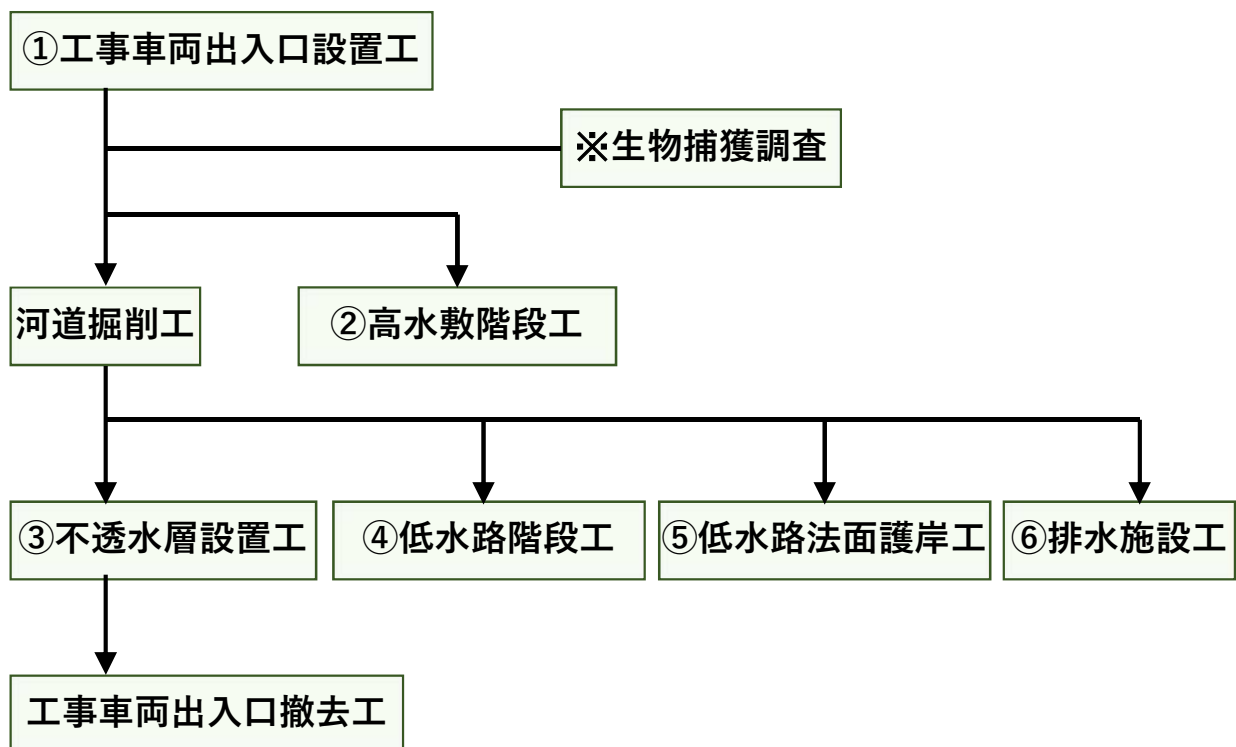 ①工事車両出入口設置工
※生物捕獲調査
河道掘削工
②高水敷階段工
③不透水層設置工
④低水路階段工
⑤低水路法面護岸工
⑥排水施設工
工事車両出入口撤去工